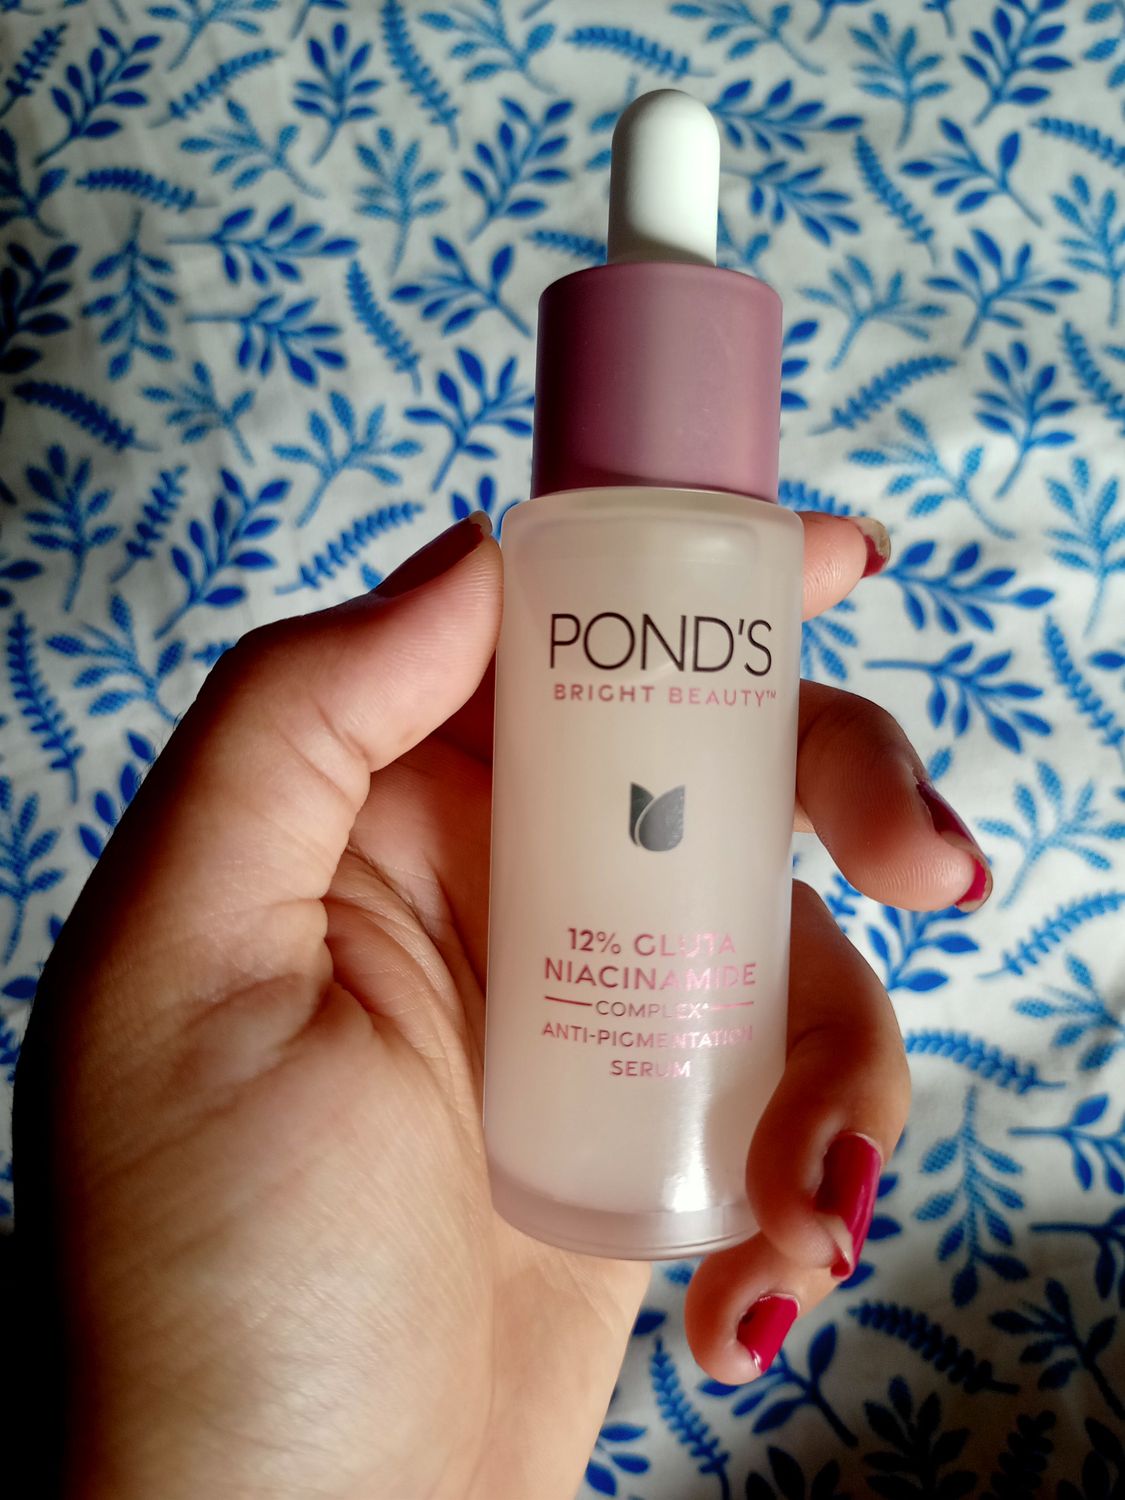 POND'S
BRIGHT BEAUTY™
12% GLUTA
NIACINAMIDE
COMPLEX*
ANTI-PIGMENTATION
SERUM